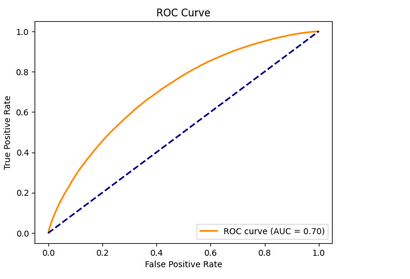 ROC Curve
True Positive Rate
1.0
0.8
0.6
0.4
0.2
0.0
ROC curve (AUC = 0.70)
0.0 0.2 0.4 0.6 0.8 1.0
False Positive Rate